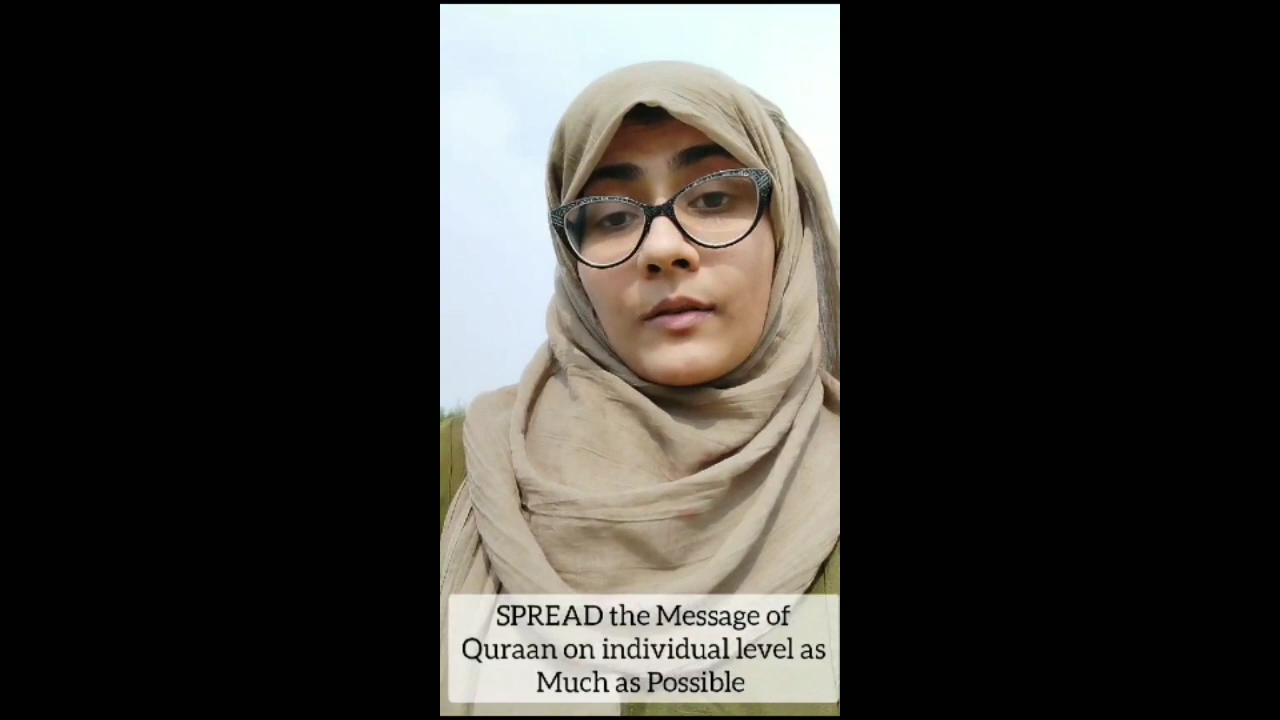 SPREAD the Message of
Quraan on individual level as
Much as Possible